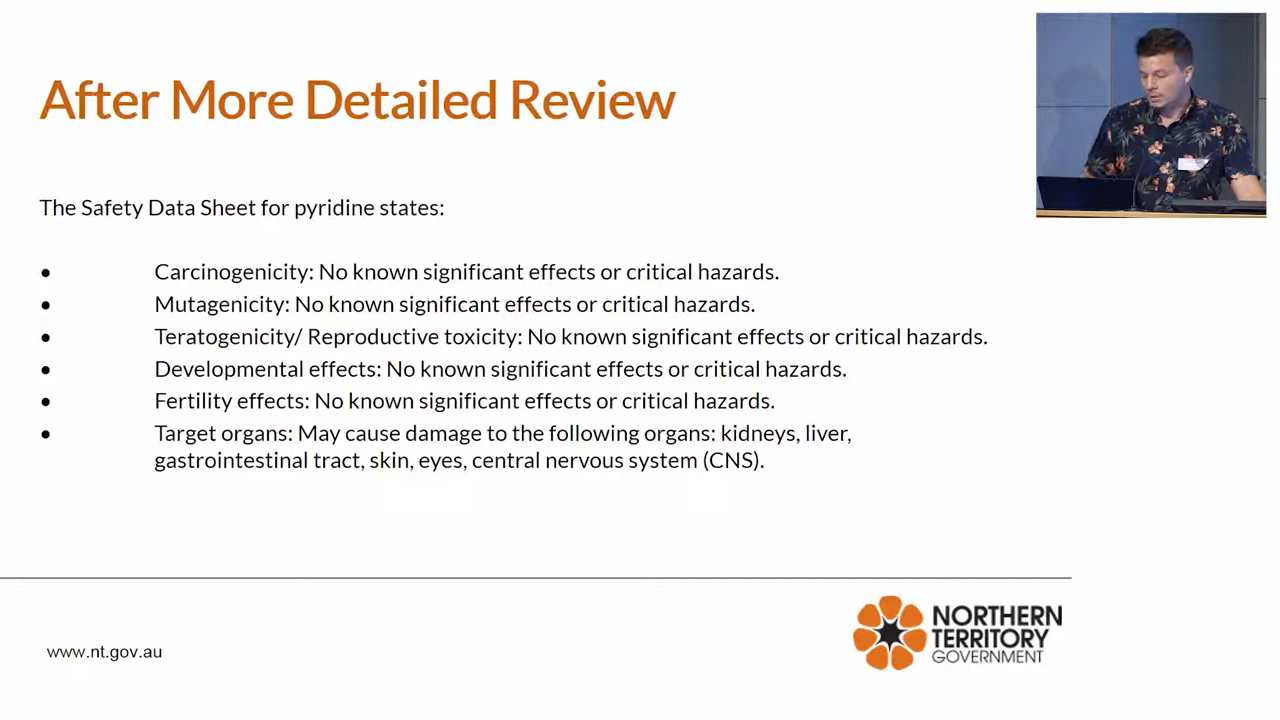 After More Detailed Review
The Safety Data Sheet for pyridine states:
• Carcinogenicity: No known significant effects or critical hazards.
• Mutagenicity: No known significant effects or critical hazards.
• Teratogenicity/ Reproductive toxicity: No known significant effects or critical hazards.
• Developmental effects: No known significant effects or critical hazards.
• Fertility effects: No known significant effects or critical hazards.
• Target organs: May cause damage to the following organs: kidneys, liver,
gastrointestinal tract, skin, eyes, central nervous system (CNS).
www.nt.gov.au
NORTHERN
TERRITORY
GOVERNMENT